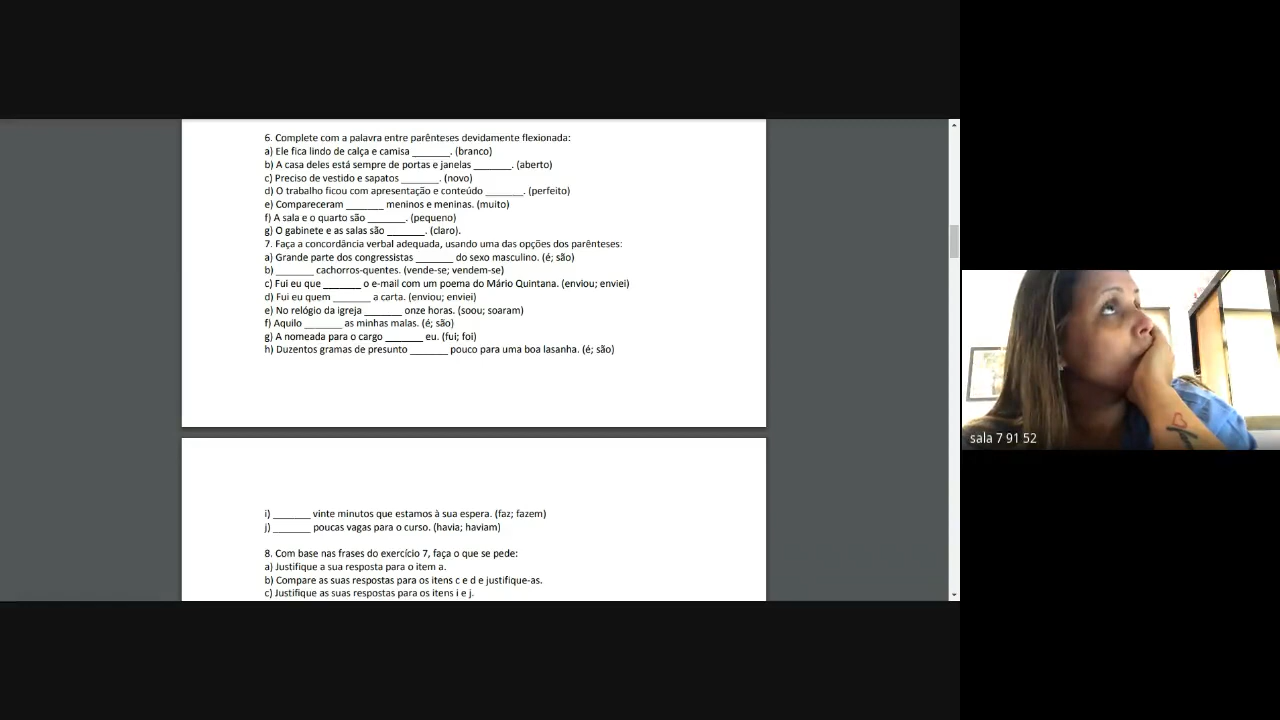 6. Complete com a palavra entre parênteses devidamente flexionada:
a) Ele fica lindo de calça e camisa _______. (branco)
b) A casa deles está sempre de portas e janelas _______. (aberto)
c) Preciso de vestido e sapatos _______. (novo)
d) O trabalho ficou com apresentação e conteúdo _______. (perfeito)
e) Compareceram _______ meninos e meninas. (muito)
f) A sala e o quarto são _______. (pequeno)
g) O gabinete e as salas são _______. (claro).
7. Faça a concordância verbal adequada, usando uma das opções dos parênteses:
a) Grande parte dos congressistas _______ do sexo masculino. (é; são)
b) _______ cachorros-quentes. (vende-se; vendem-se)
c) Fui eu que _______ o e-mail com um poema do Mário Quintana. (enviou; enviei)
d) Fui eu quem _______ a carta. (enviou; enviei)
e) No relógio da igreja _______ onze horas. (soou; soaram)
f) Aquilo _______ as minhas malas. (é; são)
g) A nomeada para o cargo _______ eu. (fui; foi)
h) Duzentos gramas de presunto _______ pouco para uma boa lasanha. (é; são)
i) _______ vinte minutos que estamos à sua espera. (faz; fazem)
j) _______ poucas vagas para o curso. (havia; haviam)
8. Com base nas frases do exercício 7, faça o que se pede:
a) Justifique a sua resposta para o item a.
b) Compare as suas respostas para os itens c e d e justifique-as.
c) Justifique as suas respostas para os itens i e j.
sala 7 91 52